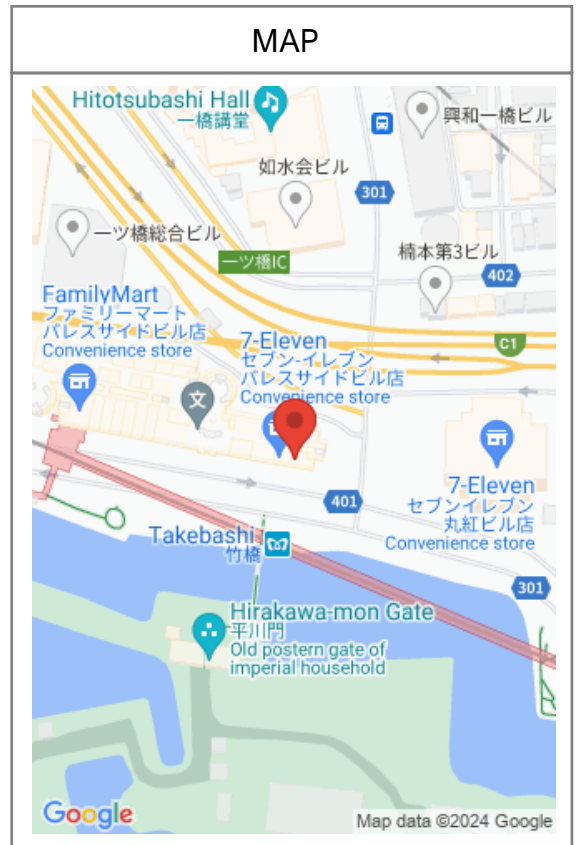 MAP
Hitotsubashi Hall
一橋講堂
興和一橋ビル
如水会ビル
301
一ツ橋総合ビル
一ツ橋IC
楠本第3ビル
402
FamilyMart
ファミリーマート
パレスサイドビル店
Convenience store
7-Eleven
セブン-イレブン
パレスサイドビル店
Convenience store
C1
文
401
7-Eleven
セブンイレブン
丸紅ビル店
Convenience store
Takebashi
竹橋
301
Hirakawa-mon Gate
平川門
Old postern gate of
imperial household
Google
Map data ©2024 Google